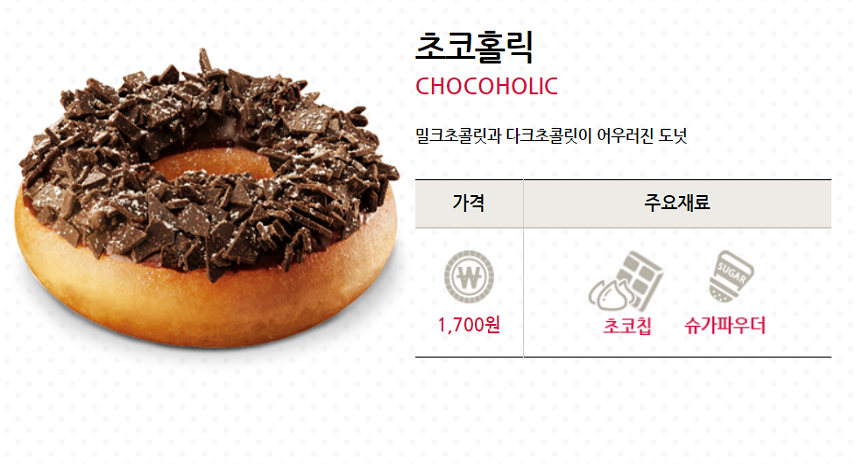 초코홀릭
CHOCOHOLIC
밀크초콜릿과 다크초콜릿이 어우러진 도넛
가격 주요재료
W SUGAR
1,700원 초코칩 슈가파우더